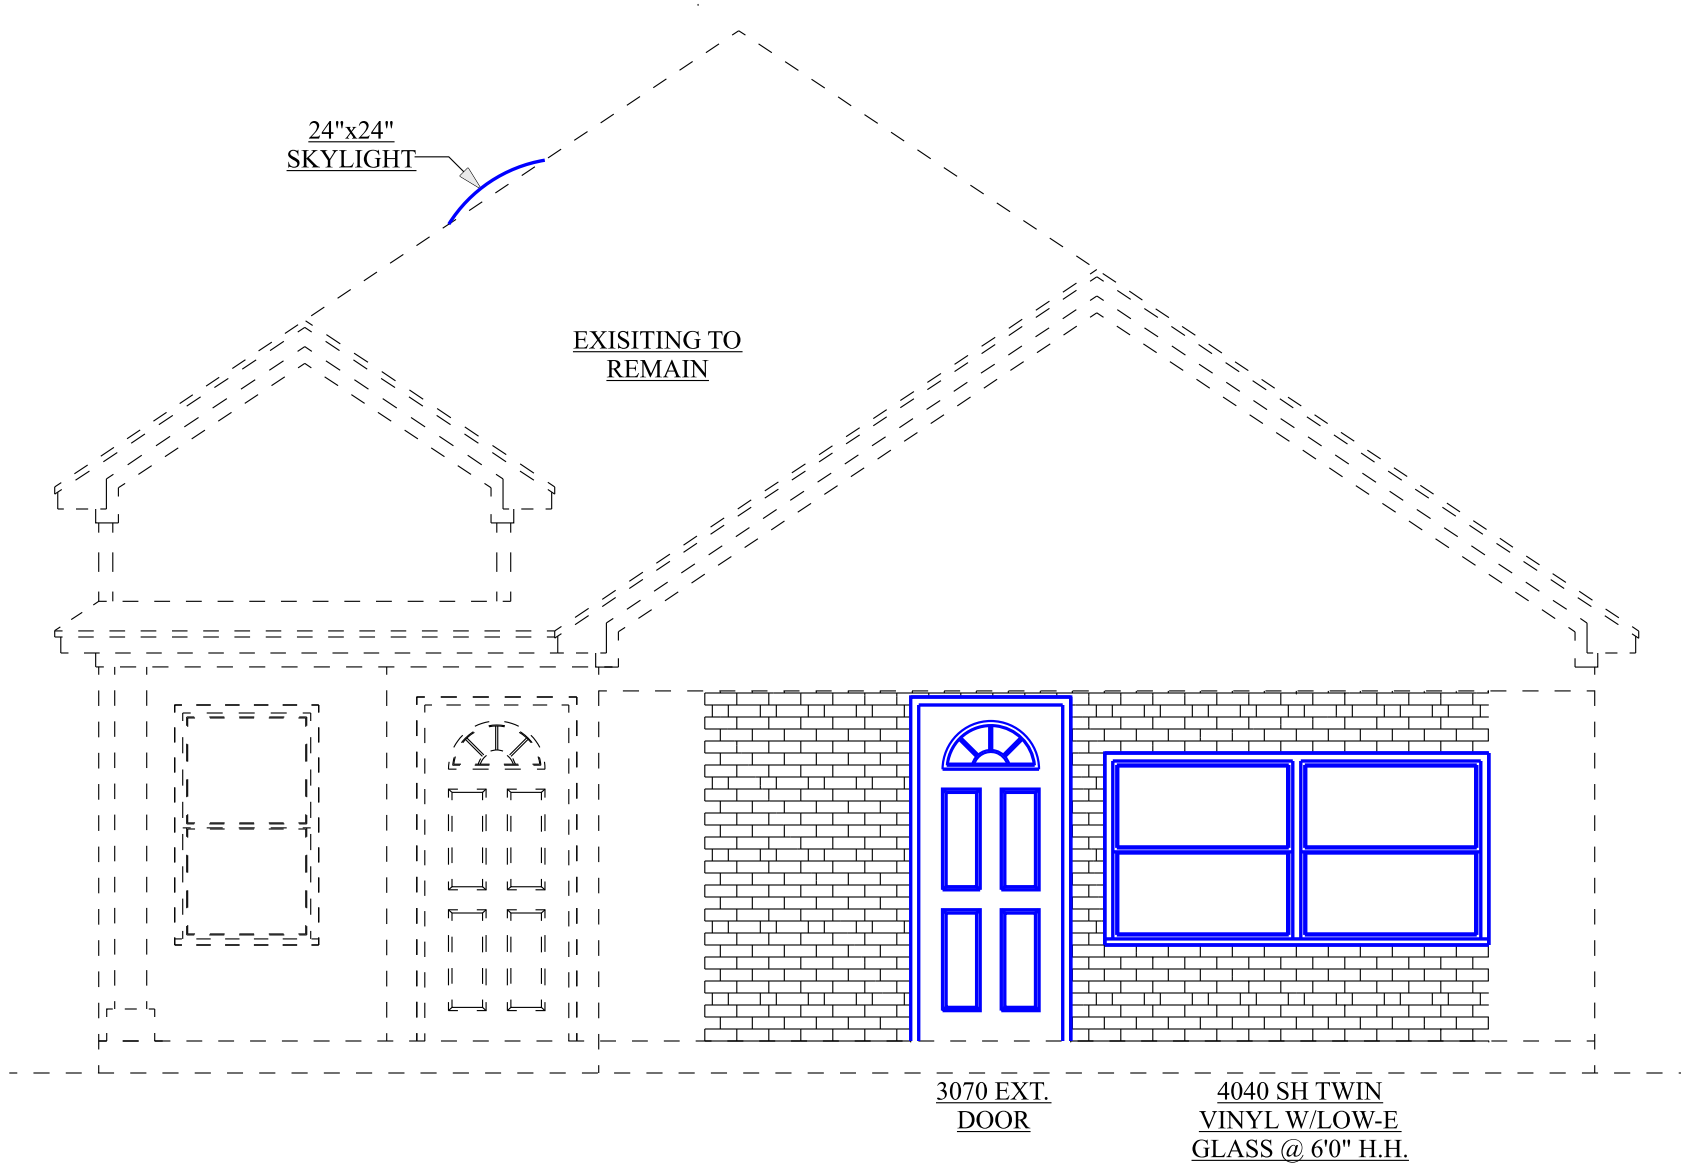 24"x24"
SKYLIGHT
EXISITING TO
REMAIN
3070 EXT.
DOOR
4040 SH TWIN
VINYL W/LOW-E
GLASS @ 6'0" H.H.